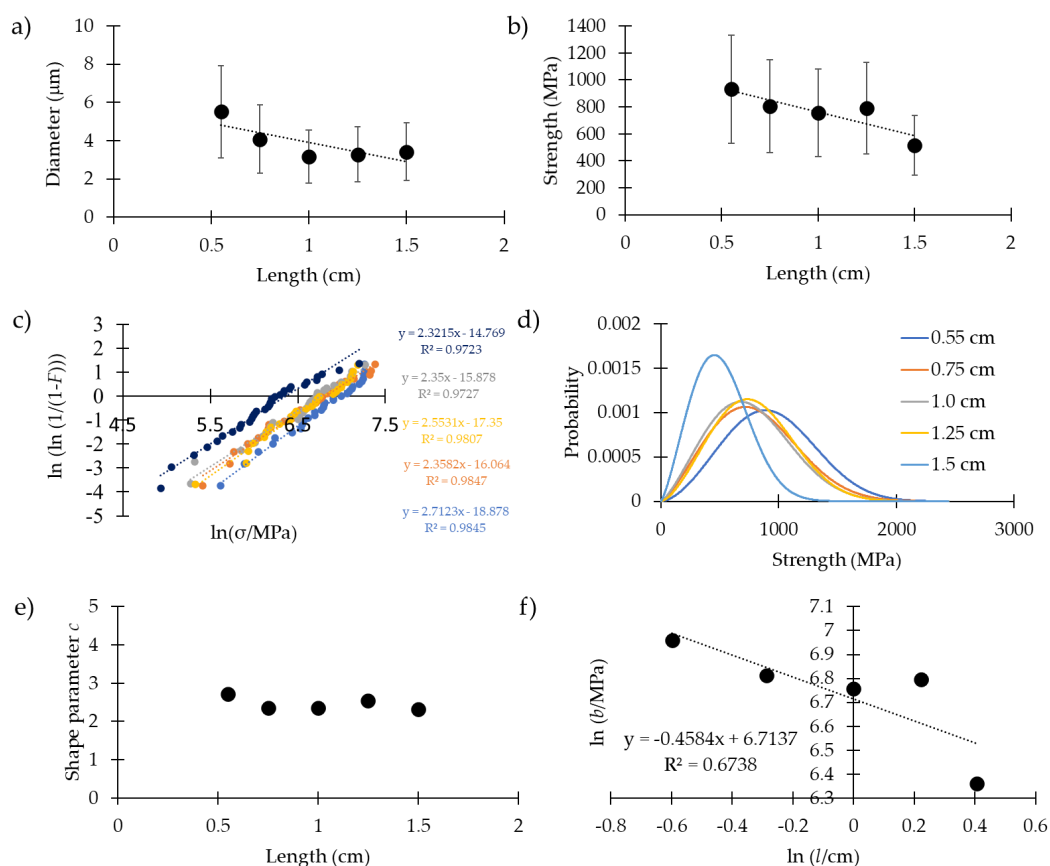 a)
10
8
6
4
2
0
Diameter (μm)
0
0.5
1
1.5
2
Length (cm)
b)
1400
1200
1000
800
600
400
200
0
Strength (MPa)
0
0.5
1
1.5
2
Length (cm)
c)
3
2
1
0
-1
-2
-3
-4
-5
ln (ln (1/(1-F)))
4.5
5.5
6.5
7.5
ln(σ/MPa)
y = 2.3215x - 14.769
R² = 0.9723
y = 2.35x - 15.878
R² = 0.9727
y = 2.5531x - 17.35
R² = 0.9807
y = 2.3582x - 16.064
R² = 0.9847
y = 2.7123x - 18.878
R² = 0.9845
d)
0.002
0.0015
0.001
0.0005
0
Probability
0
1000
2000
3000
Strength (MPa)
0.55 cm
0.75 cm
1.0 cm
1.25 cm
1.5 cm
e)
5
4
3
2
1
0
Shape parameter c
0
0.5
1
1.5
2
Length (cm)
f)
7.1
7
6.9
6.8
6.7
6.6
6.5
6.4
6.3
ln (b/MPa)
y = -0.4584x + 6.7137
R² = 0.6738
-0.8
-0.6
-0.4
-0.2
0
0.2
0.4
0.6
ln (l/cm)